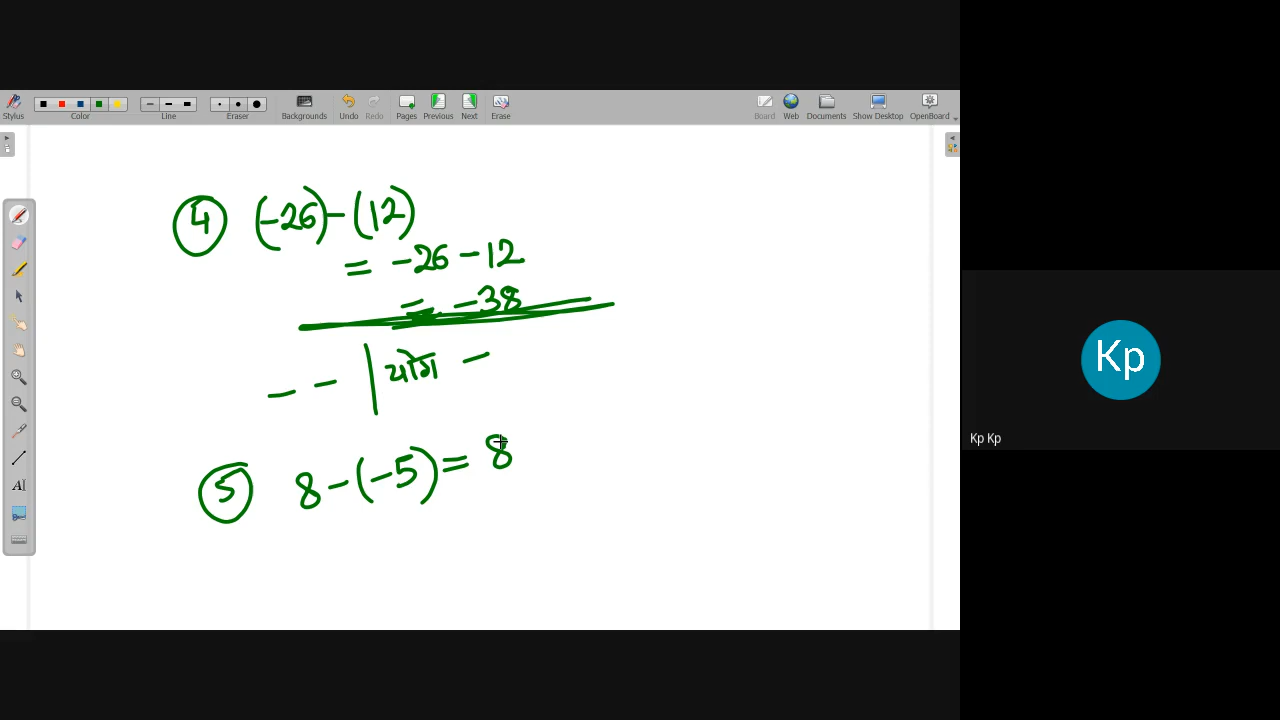 Stylus Color Line Eraser Backgrounds Undo Redo Pages Previous Next Erase Board Web Documents Show Desktop OpenBoard
④ (-26)-(12)
= -26 -12
= -38
- - | योग -
⑤ 8-(-5) = 8
Kp
Kp Kp